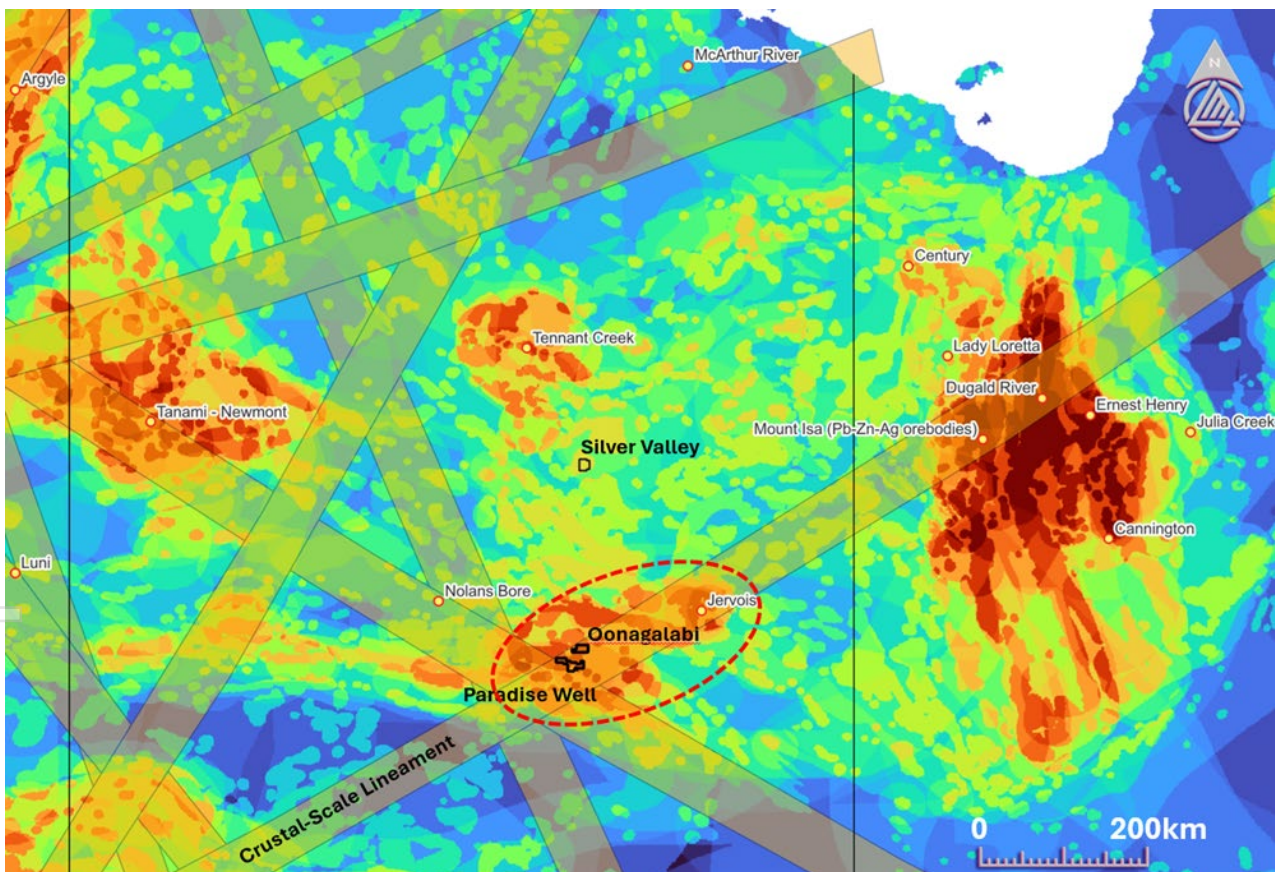 McArthur River
N
Argyle
Century
Tennant Creek
Lady Loretta
Dugald River
Ernest Henry
Tanami - Newmont
Mount Isa (Pb-Zn-Ag orebodies)
Julia Creek
Silver Valley
Cannington
Luni
Nolans Bore
Jervois
Oonagalabi
Paradise Well
Crustal-Scale Lineament
0 200km